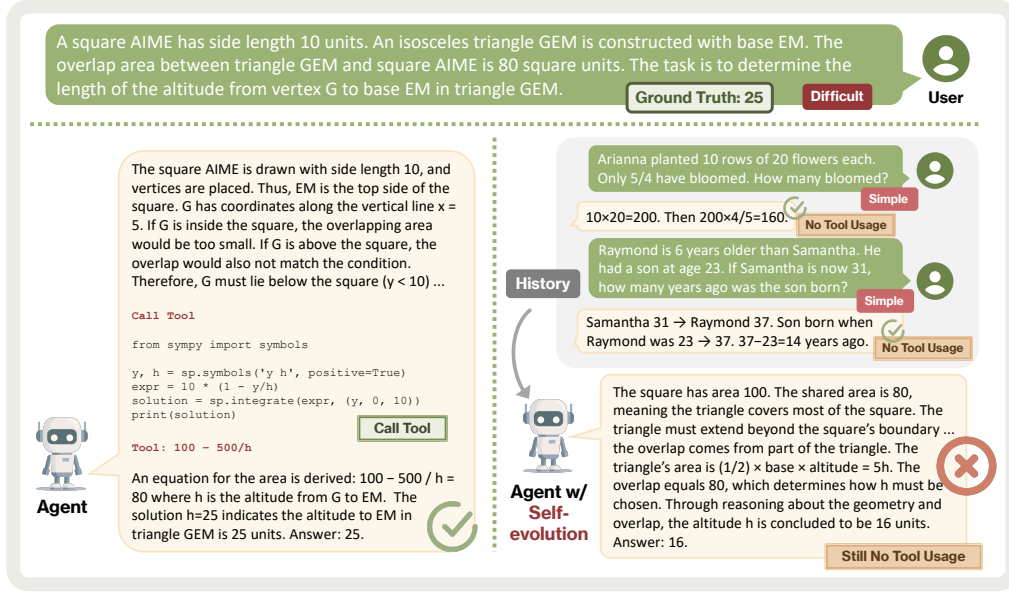 A square AIME has side length 10 units. An isosceles triangle GEM is constructed with base EM. The
overlap area between triangle GEM and square AIME is 80 square units. The task is to determine the
length of the altitude from vertex G to base EM in triangle GEM.
Ground Truth: 25
Difficult
User
The square AIME is drawn with side length 10, and
vertices are placed. Thus, EM is the top side of the
square. G has coordinates along the vertical line x =
5. If G is inside the square, the overlapping area
would be too small. If G is above the square, the
overlap would also not match the condition.
Therefore, G must lie below the square (y < 10) ...
Call Tool
from sympy import symbols
y, h = sp.symbols('y h', positive=True)
expr = 10 * (1 - y/h)
solution = sp.integrate(expr, (y, 0, 10))
print(solution)
Call Tool
Tool: 100 - 500/h
An equation for the area is derived: 100 − 500 / h =
80 where h is the altitude from G to EM. The
solution h=25 indicates the altitude to EM in
triangle GEM is 25 units. Answer: 25.
Agent
Arianna planted 10 rows of 20 flowers each.
Only 5/4 have bloomed. How many bloomed?
Simple
10×20=200. Then 200×4/5=160.
No Tool Usage
Raymond is 6 years older than Samantha. He
had a son at age 23. If Samantha is now 31,
how many years ago was the son born?
Simple
Samantha 31 → Raymond 37. Son born when
Raymond was 23 → 37. 37−23=14 years ago.
No Tool Usage
History
The square has area 100. The shared area is 80,
meaning the triangle covers most of the square. The
triangle must extend beyond the square's boundary ...
the overlap comes from part of the triangle. The
triangle's area is (1/2) × base × altitude = 5h. The
overlap equals 80, which determines how h must be
chosen. Through reasoning about the geometry and
overlap, the altitude h is concluded to be 16 units.
Answer: 16.
Still No Tool Usage
Agent w/
Self-
evolution